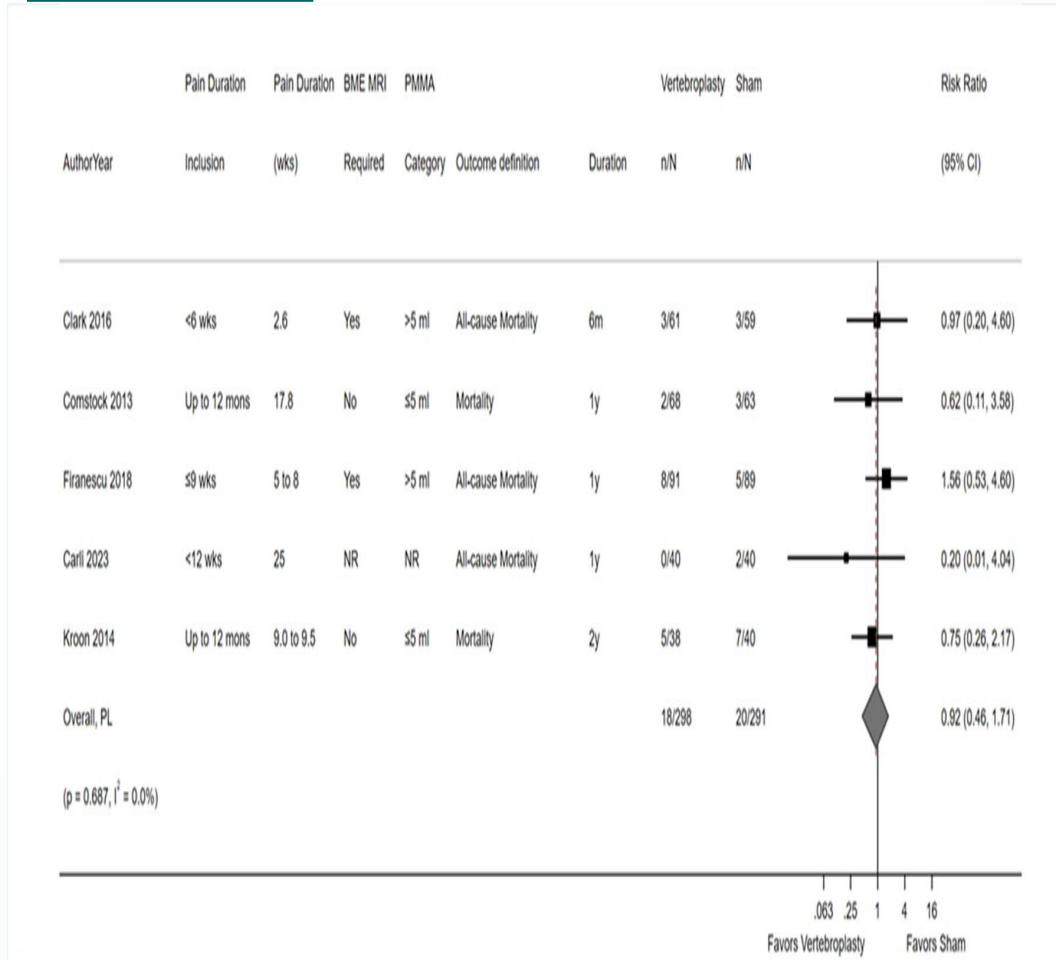 Pain Duration Pain Duration BME MRI PMMA Vertebroplasty Sham Risk Ratio
AuthorYear Inclusion (wks) Required Category Outcome definition Duration n/N n/N (95% CI)
Clark 2016 <6 wks 2.6 Yes >5 ml All-cause Mortality 6m 3/61 3/59 0.97 (0.20, 4.60)
Comstock 2013 Up to 12 mons 17.8 No ≤5 ml Mortality 1y 2/68 3/63 0.62 (0.11, 3.58)
Firanescu 2018 ≤9 wks 5 to 8 Yes >5 ml All-cause Mortality 1y 8/91 5/89 1.56 (0.53, 4.60)
Carli 2023 <12 wks 25 NR NR All-cause Mortality 1y 0/40 2/40 0.20 (0.01, 4.04)
Kroon 2014 Up to 12 mons 9.0 to 9.5 No ≤5 ml Mortality 2y 5/38 7/40 0.75 (0.26, 2.17)
Overall, PL 18/298 20/291 0.92 (0.46, 1.71)
(p = 0.687, I² = 0.0%)
.063 .25 1 4 16
Favors Vertebroplasty Favors Sham